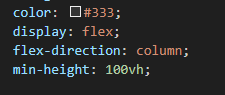 color: #333;
display: flex;
flex-direction: column;
min-height: 100vh;